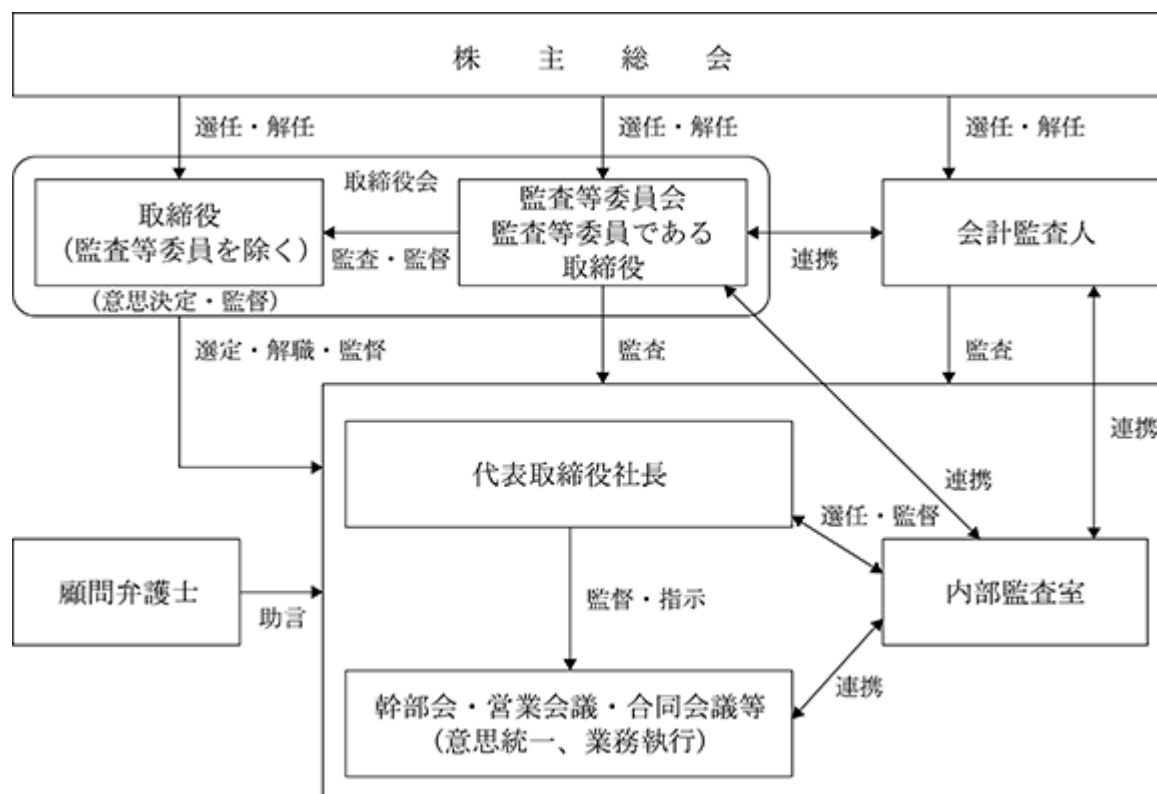 株主総会
選任・解任
選任・解任
選任・解任
取締役会
取締役
(監査等委員を除く)
監査・監督
監査等委員会
監査等委員である
取締役
連携
会計監査人
(意思決定・監督)
選定・解職・監督
監査
監査
連携
代表取締役社長
連携
選任・監督
顧問弁護士
助言
監督・指示
内部監査室
連携
幹部会・営業会議・合同会議等
(意思統一、業務執行)